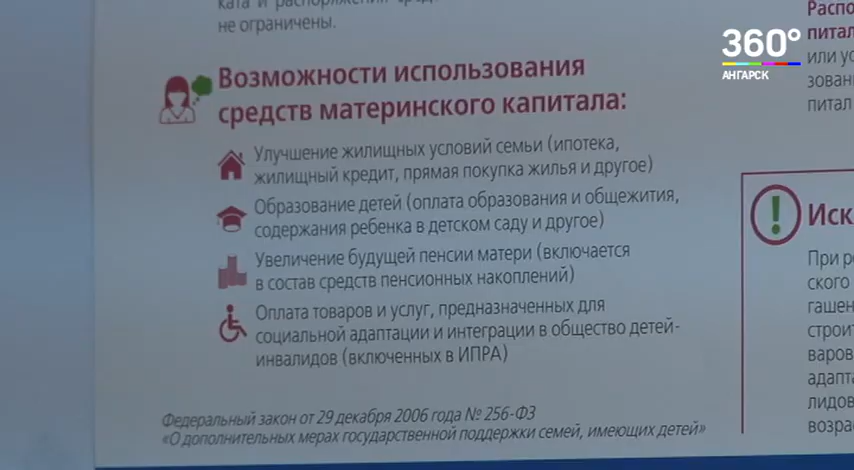 ката и распоряжения
не ограничены.
Возможности использования
средств материнского капитала:
Улучшение жилищных условий семьи (ипотека,
жилищный кредит, прямая покупка жилья и другое)
Образование детей (оплата образования и общежития,
содержания ребенка в детском саду и другое)
Увеличение будущей пенсии матери (включается
в состав средств пенсионных накоплений)
Оплата товаров и услуг, предназначенных для
социальной адаптации и интеграции в общество детей-
инвалидов (включенных в ИПРА)
Федеральный закон от 29 декабря 2006 года № 256-ФЗ
«О дополнительных мерах государственной поддержки семей, имеющих детей»
360°
АНГАРСК
Распо
питал
или ус
зован
питал
! Иск
При р
ского
гашен
строит
варов
адапта
лидов
возра